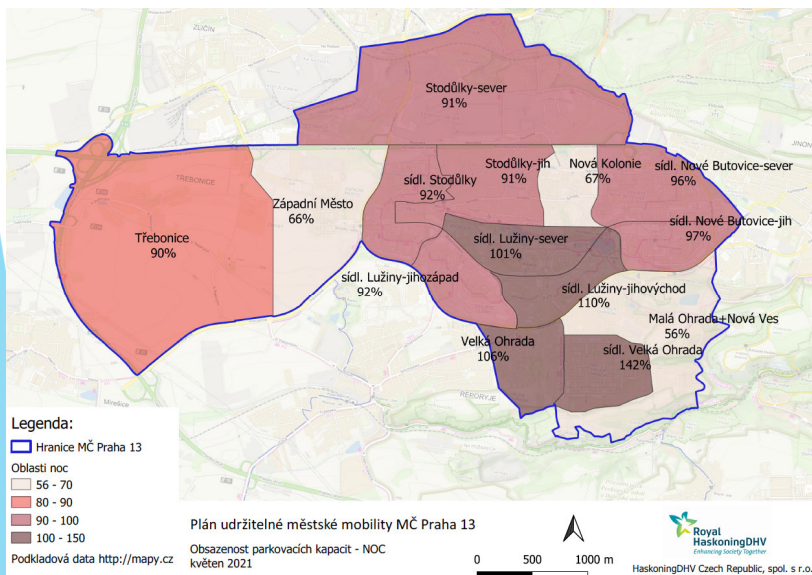 ZLIČÍN
Stodůlky-sever
91%
JINON
TŘEBONICE
Stodůlky-jih
91%
Nová Kolonie
67%
sídl. Nové Butovice-sever
96%
sídl. Stodůlky
92%
Západní Město
66%
sídl. Nové Butovice-jih
97%
Třebonice
90%
sídl. Lužiny-sever
101%
sídl. Lužiny-jihozápad
92%
sídl. Lužiny-jihovýchod
110%
Malá Ohrada+Nová Ves
56%
Velká Ohrada
106%
sídl. Velká Ohrada
142%
ŘEPORYJE
Legenda:
Hranice MČ Praha 13
Oblasti noc
56 - 70
80 - 90
90 - 100
100 - 150
Podkladová data http://mapy.cz
Plán udržitelné městské mobility MČ Praha 13
Obsazenost parkovacích kapacit - NOC
květen 2021
0 500 1000 m
Royal
HaskoningDHV
Enhancing Society Together
HaskoningDHV Czech Republic, spol. s r.o.